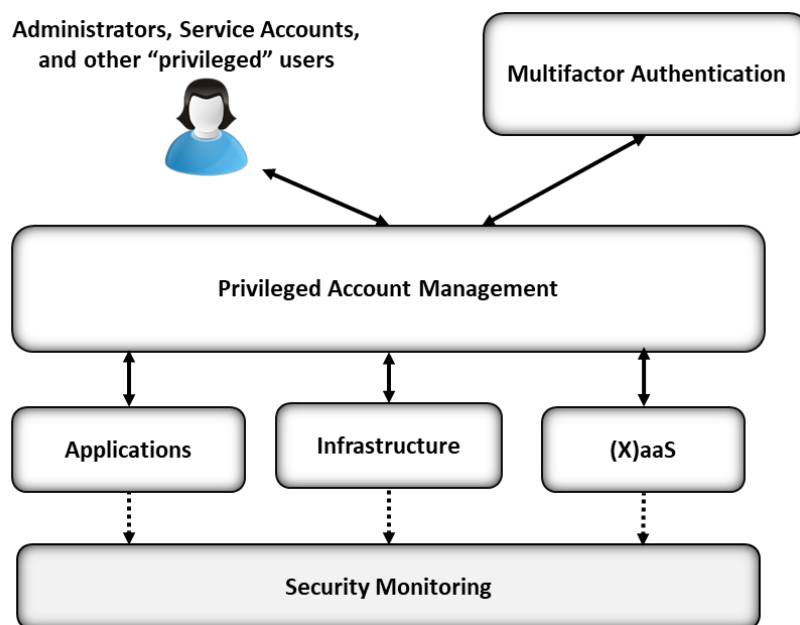 Administrators, Service Accounts,
and other “privileged” users
Multifactor Authentication
Privileged Account Management
Applications
Infrastructure
(X)aaS
Security Monitoring